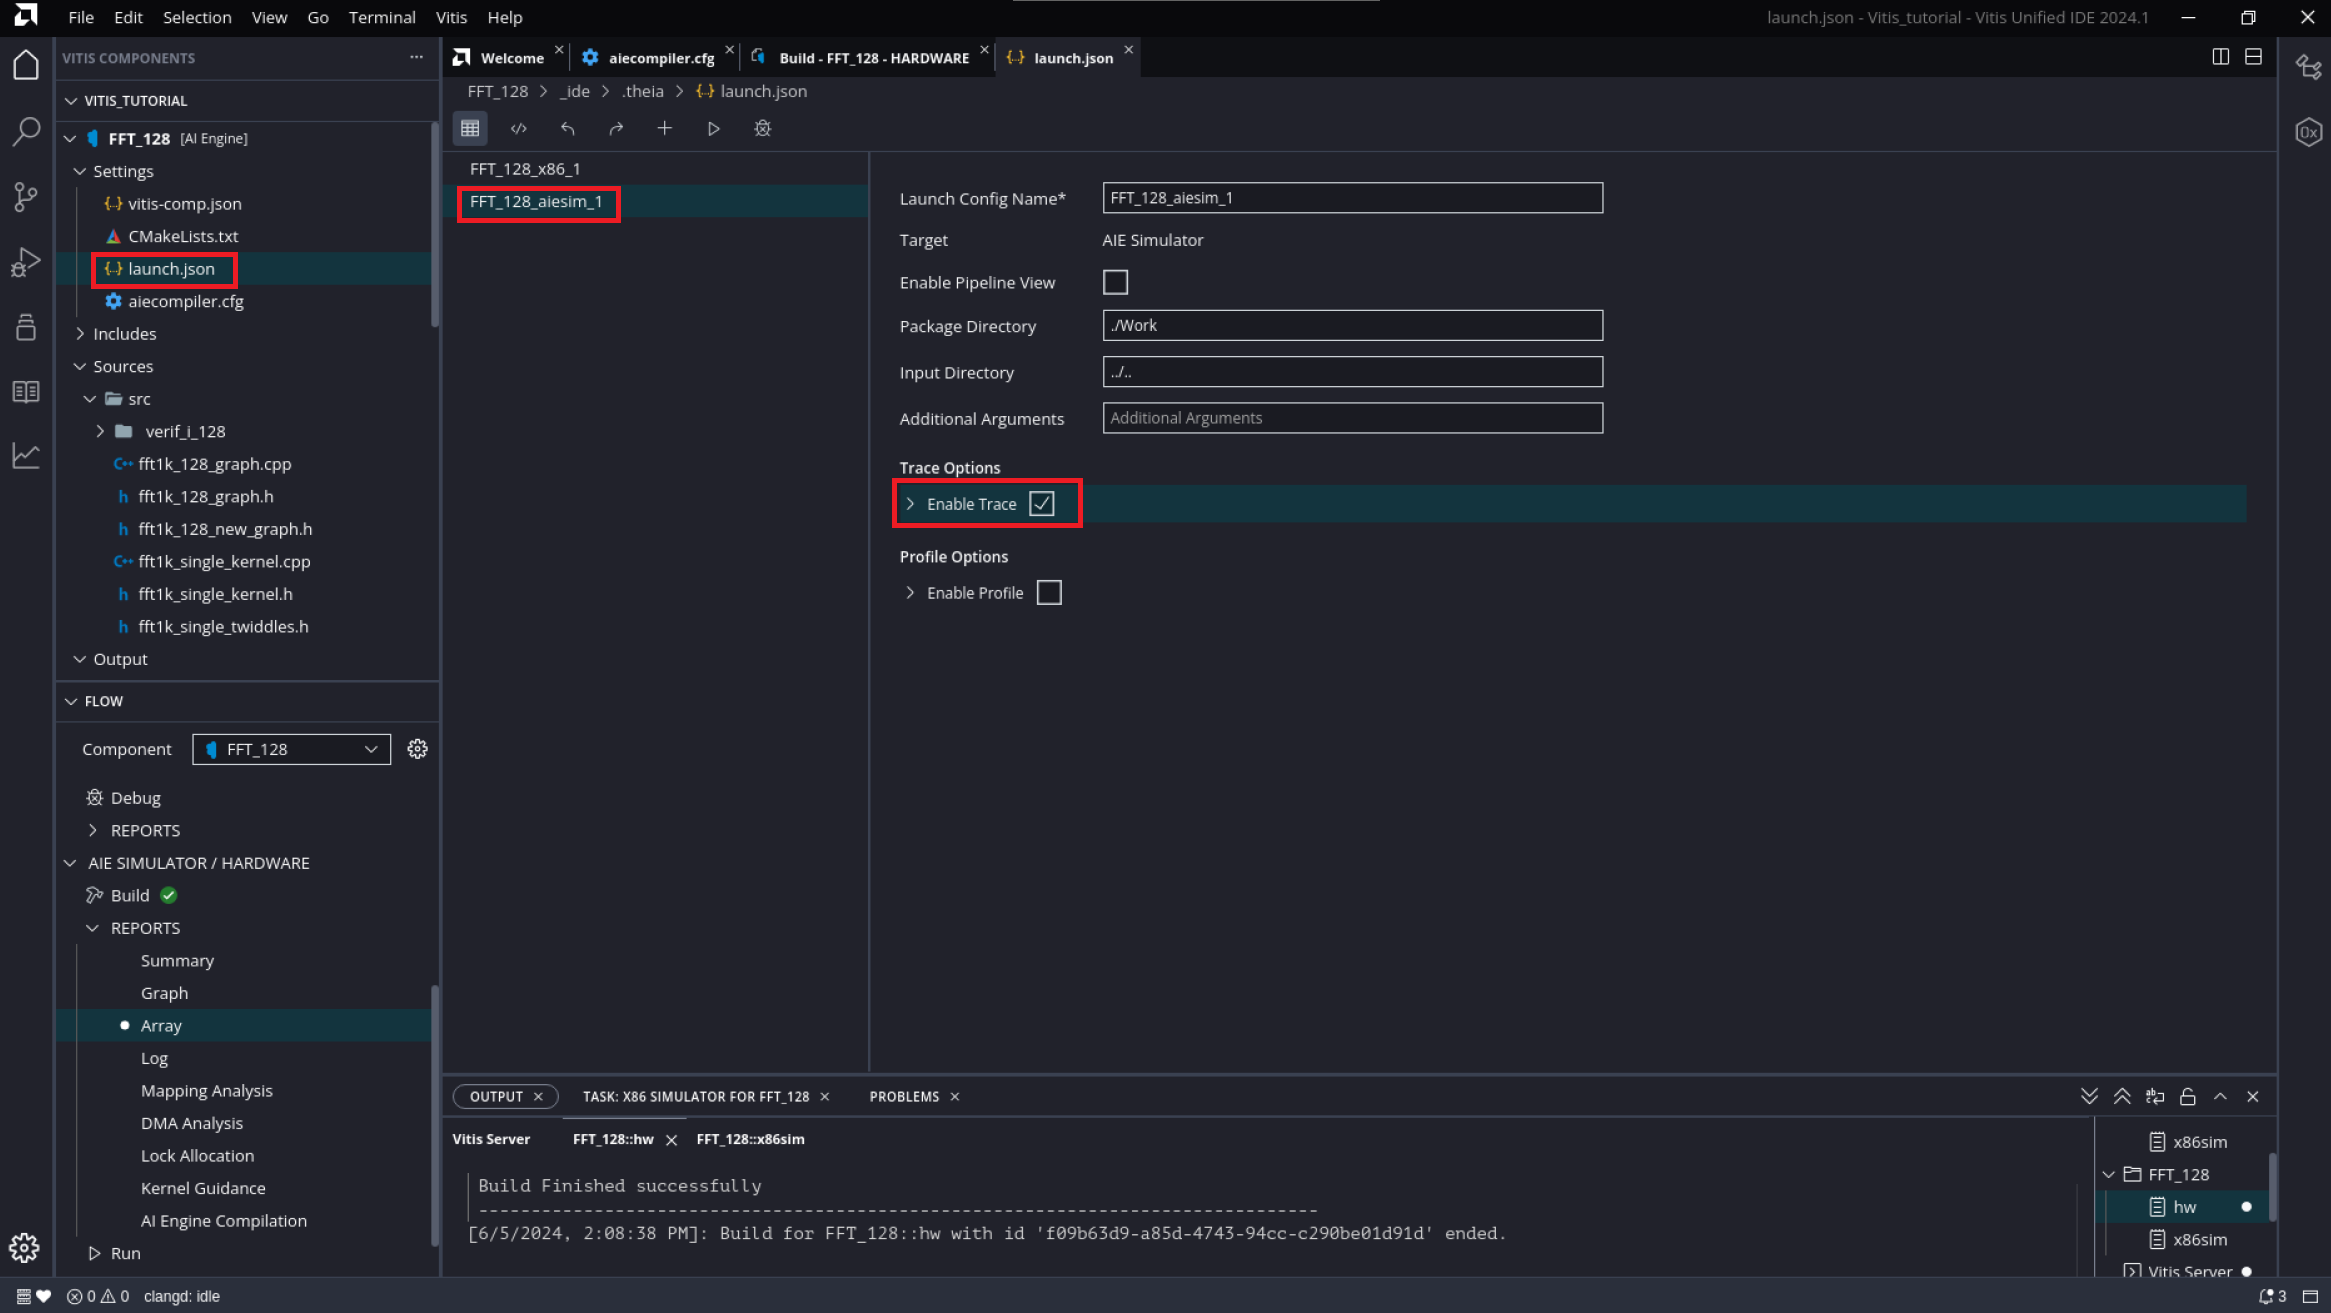 File Edit Selection View Go Terminal Vitis Help
launch.json - Vitis_tutorial - Vitis Unified IDE 2024.1
VITIS COMPONENTS
VITIS_TUTORIAL
FFT_128 [AI Engine]
Settings
vitis-comp.json
CMakeLists.txt
launch.json
aiecompiler.cfg
Includes
Sources
src
verif_i_128
fft1k_128_graph.cpp
fft1k_128_graph.h
fft1k_128_new_graph.h
fft1k_single_kernel.cpp
fft1k_single_kernel.h
fft1k_single_twiddles.h
Output
FLOW
Component FFT_128
Debug
REPORTS
AIE SIMULATOR / HARDWARE
Build
REPORTS
Summary
Graph
Array
Log
Mapping Analysis
DMA Analysis
Lock Allocation
Kernel Guidance
AI Engine Compilation
Run
Welcome aiecompiler.cfg Build - FFT_128 - HARDWARE launch.json
FFT_128 > _ide > .theia > launch.json
FFT_128_x86_1
FFT_128_aiesim_1
Launch Config Name* FFT_128_aiesim_1
Target AIE Simulator
Enable Pipeline View
Package Directory ./Work
Input Directory ../..
Additional Arguments Additional Arguments
Trace Options
Enable Trace
Profile Options
Enable Profile
OUTPUT TASK: X86 SIMULATOR FOR FFT_128 PROBLEMS
Vitis Server FFT_128::hw FFT_128::x86sim
Build Finished successfully
--------------------------------------------------------------------------------
[6/5/2024, 2:08:38 PM]: Build for FFT_128::hw with id 'f09b63d9-a85d-4743-94cc-c290be01d91d' ended.
x86sim
FFT_128
hw
x86sim
Vitis Server
0 0 clangd: idle
3
0x